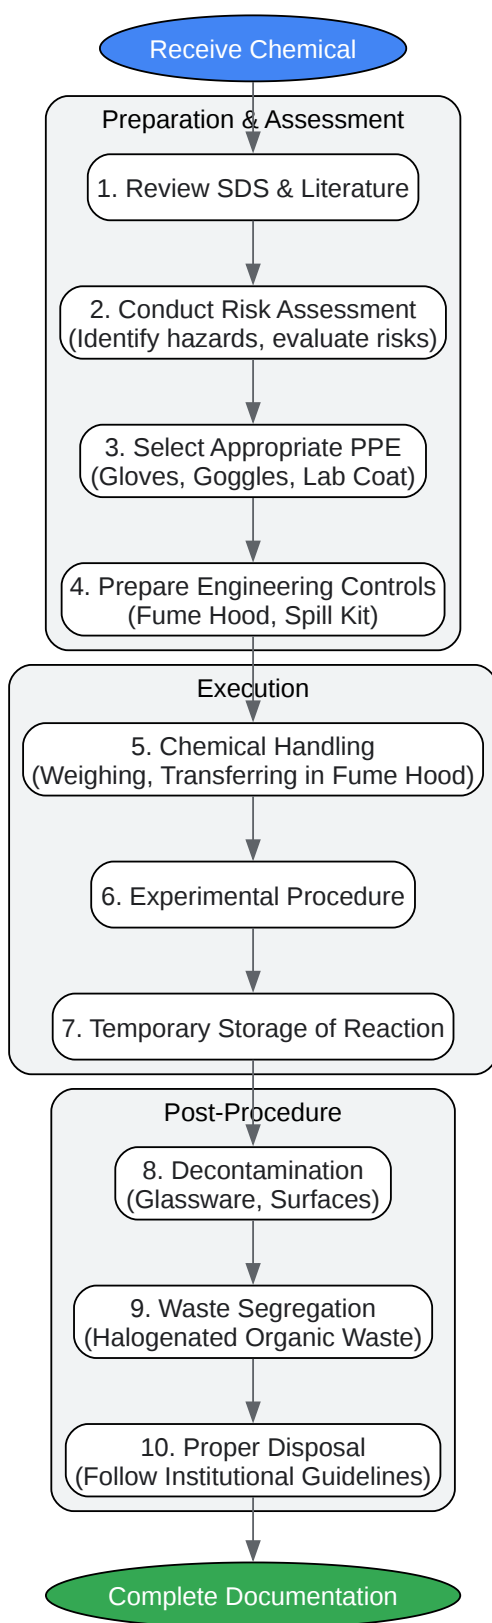 Receive Chemical
Preparation & Assessment
1. Review SDS & Literature
2. Conduct Risk Assessment
(Identify hazards, evaluate risks)
3. Select Appropriate PPE
(Gloves, Goggles, Lab Coat)
4. Prepare Engineering Controls
(Fume Hood, Spill Kit)
Execution
5. Chemical Handling
(Weighing, Transferring in Fume Hood)
6. Experimental Procedure
7. Temporary Storage of Reaction
Post-Procedure
8. Decontamination
(Glassware, Surfaces)
9. Waste Segregation
(Halogenated Organic Waste)
10. Proper Disposal
(Follow Institutional Guidelines)
Complete Documentation